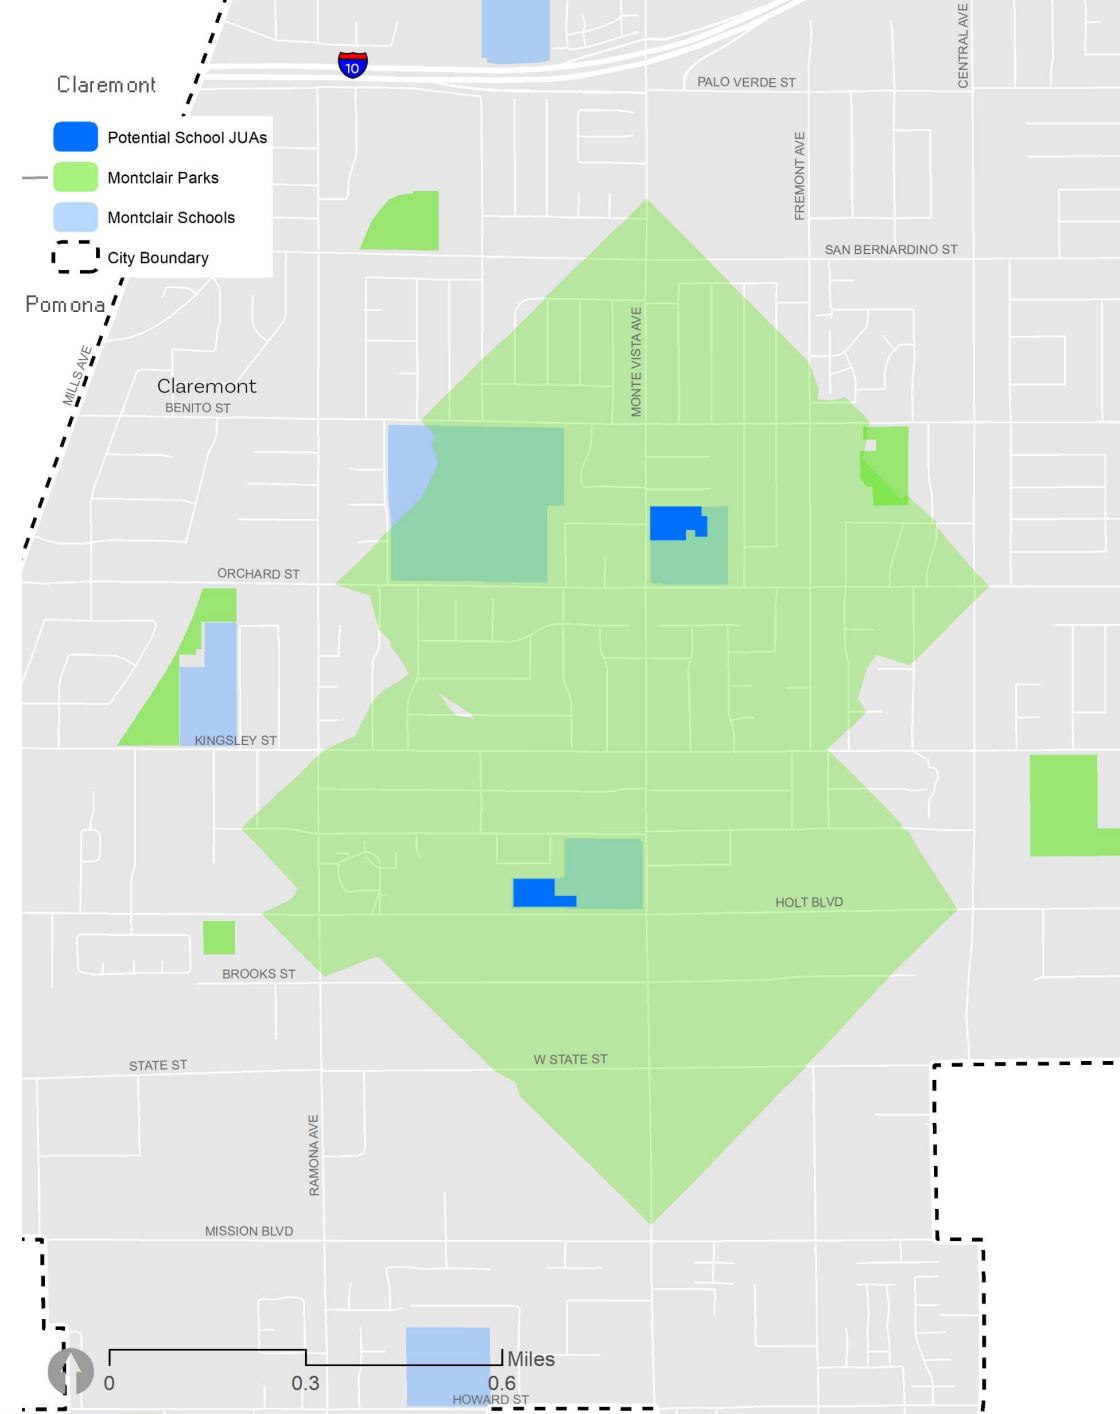 CENTRAL AVE
10
PALO VERDE ST
Claremont
Potential School JUAs
Montclair Parks
Montclair Schools
City Boundary
FREMONT AVE
SAN BERNARDINO ST
Pomona
MILLS AVE
MONTE VISTA AVE
Claremont
BENITO ST
ORCHARD ST
KINGSLEY ST
HOLT BLVD
BROOKS ST
W STATE ST
STATE ST
RAMONA AVE
MISSION BLVD
Miles
0 0.3 0.6
HOWARD ST